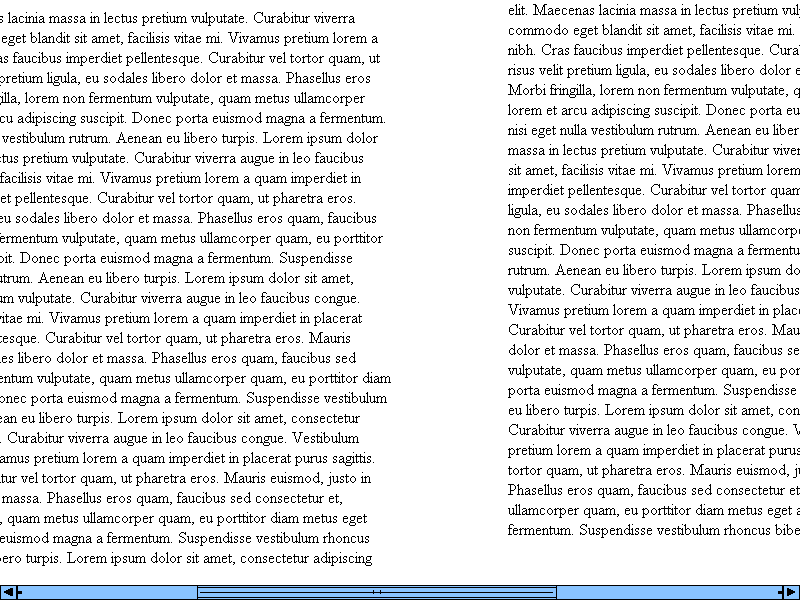 s lacinia massa in lectus pretium vulputate. Curabitur viverra
eget blandit sit amet, facilisis vitae mi. Vivamus pretium lorem a
as faucibus imperdiet pellentesque. Curabitur vel tortor quam, ut
pretium ligula, eu sodales libero dolor et massa. Phasellus eros
gilla, lorem non fermentum vulputate, quam metus ullamcorper
cu adipiscing suscipit. Donec porta euismod magna a fermentum.
vestibulum rutrum. Aenean eu libero turpis. Lorem ipsum dolor
ctus pretium vulputate. Curabitur viverra augue in leo faucibus
facilisis vitae mi. Vivamus pretium lorem a quam imperdiet in
et pellentesque. Curabitur vel tortor quam, ut pharetra eros.
eu sodales libero dolor et massa. Phasellus eros quam, faucibus
fermentum vulputate, quam metus ullamcorper quam, eu porttitor
pit. Donec porta euismod magna a fermentum. Suspendisse
utrum. Aenean eu libero turpis. Lorem ipsum dolor sit amet,
um vulputate. Curabitur viverra augue in leo faucibus congue.
vitae mi. Vivamus pretium lorem a quam imperdiet in placerat
tesque. Curabitur vel tortor quam, ut pharetra eros. Mauris
les libero dolor et massa. Phasellus eros quam, faucibus sed
entum vulputate, quam metus ullamcorper quam, eu porttitor diam
onec porta euismod magna a fermentum. Suspendisse vestibulum
ean eu libero turpis. Lorem ipsum dolor sit amet, consectetur
. Curabitur viverra augue in leo faucibus congue. Vestibulum
amus pretium lorem a quam imperdiet in placerat purus sagittis.
tur vel tortor quam, ut pharetra eros. Mauris euismod, justo in
massa. Phasellus eros quam, faucibus sed consectetur et,
, quam metus ullamcorper quam, eu porttitor diam metus eget
euismod magna a fermentum. Suspendisse vestibulum rhoncus
bero turpis. Lorem ipsum dolor sit amet, consectetur adipiscing
elit. Maecenas lacinia massa in lectus pretium vulp
commodo eget blandit sit amet, facilisis vitae mi.
nibh. Cras faucibus imperdiet pellentesque. Cura
risus velit pretium ligula, eu sodales libero dolor e
Morbi fringilla, lorem non fermentum vulputate, q
lorem et arcu adipiscing suscipit. Donec porta eu
nisi eget nulla vestibulum rutrum. Aenean eu liber
massa in lectus pretium vulputate. Curabitur viver
sit amet, facilisis vitae mi. Vivamus pretium lorem
imperdiet pellentesque. Curabitur vel tortor quam
ligula, eu sodales libero dolor et massa. Phasellus
non fermentum vulputate, quam metus ullamcorpe
suscipit. Donec porta euismod magna a fermentu
rutrum. Aenean eu libero turpis. Lorem ipsum do
vulputate. Curabitur viverra augue in leo faucibus
Vivamus pretium lorem a quam imperdiet in place
Curabitur vel tortor quam, ut pharetra eros. Mau
dolor et massa. Phasellus eros quam, faucibus se
vulputate, quam metus ullamcorper quam, eu por
porta euismod magna a fermentum. Suspendisse
eu libero turpis. Lorem ipsum dolor sit amet, con
Curabitur viverra augue in leo faucibus congue. V
pretium lorem a quam imperdiet in placerat purus
tortor quam, ut pharetra eros. Mauris euismod, ju
Phasellus eros quam, faucibus sed consectetur et
ullamcorper quam, eu porttitor diam metus eget a
fermentum. Suspendisse vestibulum rhoncus bibe